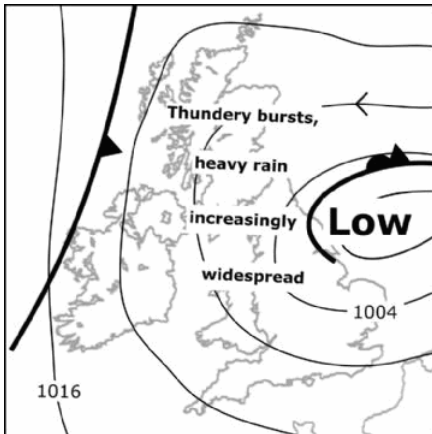 Thundery bursts,
heavy rain
increasingly
Low
widespread
1004
1016